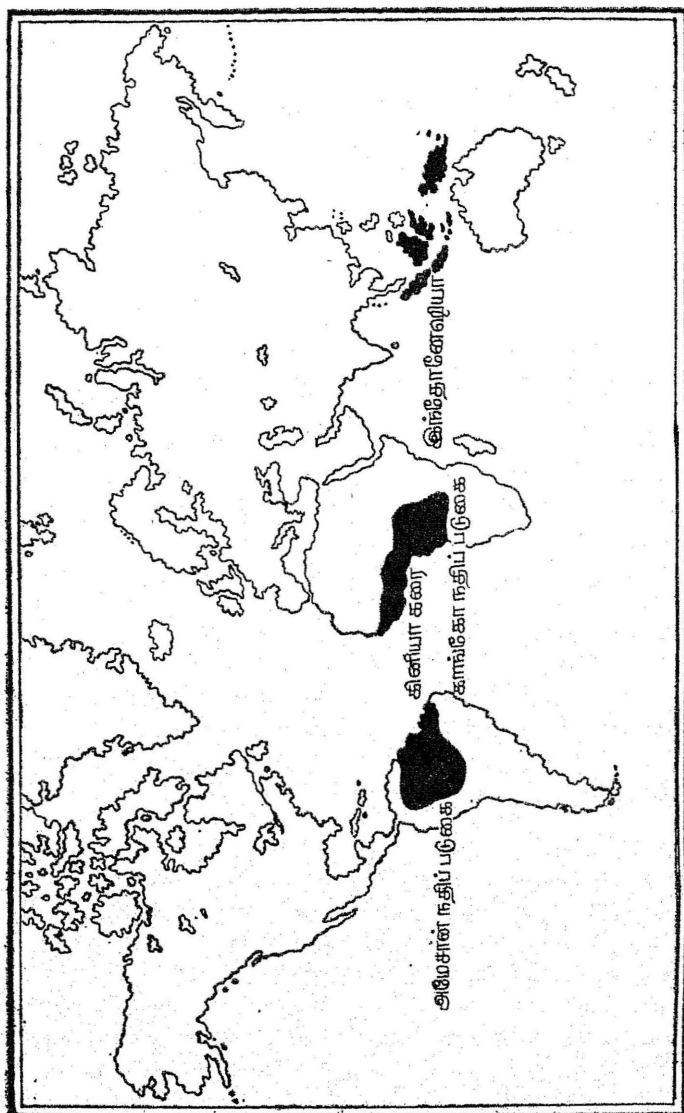 இந்தோனேஷியா
கினியா கரை
காங்கோ நதிப் படுகை
அமேசான் நதிப் படுகை